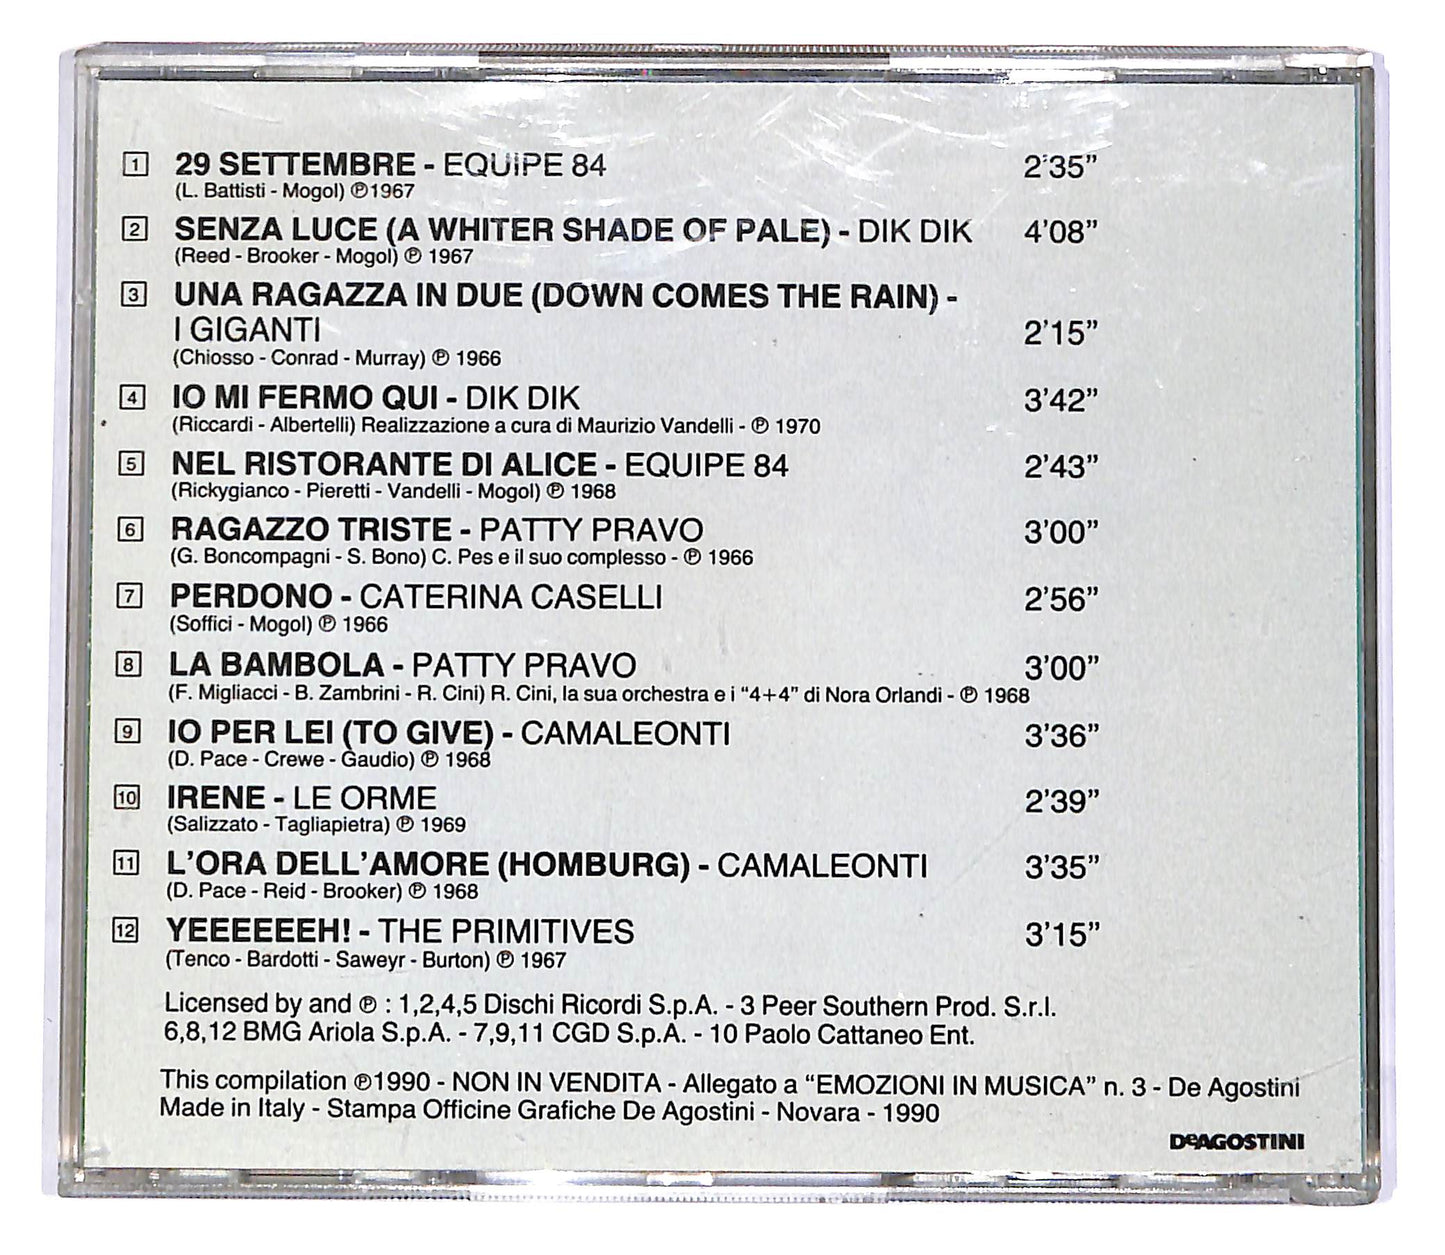 1 29 SETTEMBRE - EQUIPE 84 2'35"
(L. Battisti - Mogol) ℗1967
2 SENZA LUCE (A WHITER SHADE OF PALE) - DIK DIK 4'08"
(Reed - Brooker - Mogol) ℗ 1967
3 UNA RAGAZZA IN DUE (DOWN COMES THE RAIN) -
I GIGANTI 2'15"
(Chiosso - Conrad - Murray) ℗ 1966
4 IO MI FERMO QUI - DIK DIK 3'42"
(Riccardi - Albertelli) Realizzazione a cura di Maurizio Vandelli - ℗ 1970
5 NEL RISTORANTE DI ALICE - EQUIPE 84 2'43"
(Rickygianco - Pieretti - Vandelli - Mogol) ℗ 1968
6 RAGAZZO TRISTE - PATTY PRAVO 3'00"
(G. Boncompagni - S. Bono) C. Pes e il suo complesso - ℗ 1966
7 PERDONO - CATERINA CASELLI 2'56"
(Soffici - Mogol) ℗ 1966
8 LA BAMBOLA - PATTY PRAVO 3'00"
(F. Migliacci - B. Zambrini - R. Cini) R. Cini, la sua orchestra e i "4+4" di Nora Orlandi - ℗ 1968
9 IO PER LEI (TO GIVE) - CAMALEONTI 3'36"
(D. Pace - Crewe - Gaudio) ℗ 1968
10 IRENE - LE ORME 2'39"
(Salizzato - Tagliapietra) ℗ 1969
11 L'ORA DELL'AMORE (HOMBURG) - CAMALEONTI 3'35"
(D. Pace - Reid - Brooker) ℗ 1968
12 YEEEEEEH! - THE PRIMITIVES 3'15"
(Tenco - Bardotti - Saweyr - Burton) ℗ 1967
Licensed by and ℗ : 1,2,4,5 Dischi Ricordi S.p.A. - 3 Peer Southern Prod. S.r.l.
6,8,12 BMG Ariola S.p.A. - 7,9,11 CGD S.p.A. - 10 Paolo Cattaneo Ent.
This compilation ℗1990 - NON IN VENDITA - Allegato a "EMOZIONI IN MUSICA" n. 3 - De Agostini
Made in Italy - Stampa Officine Grafiche De Agostini - Novara - 1990
DeAGOSTINI